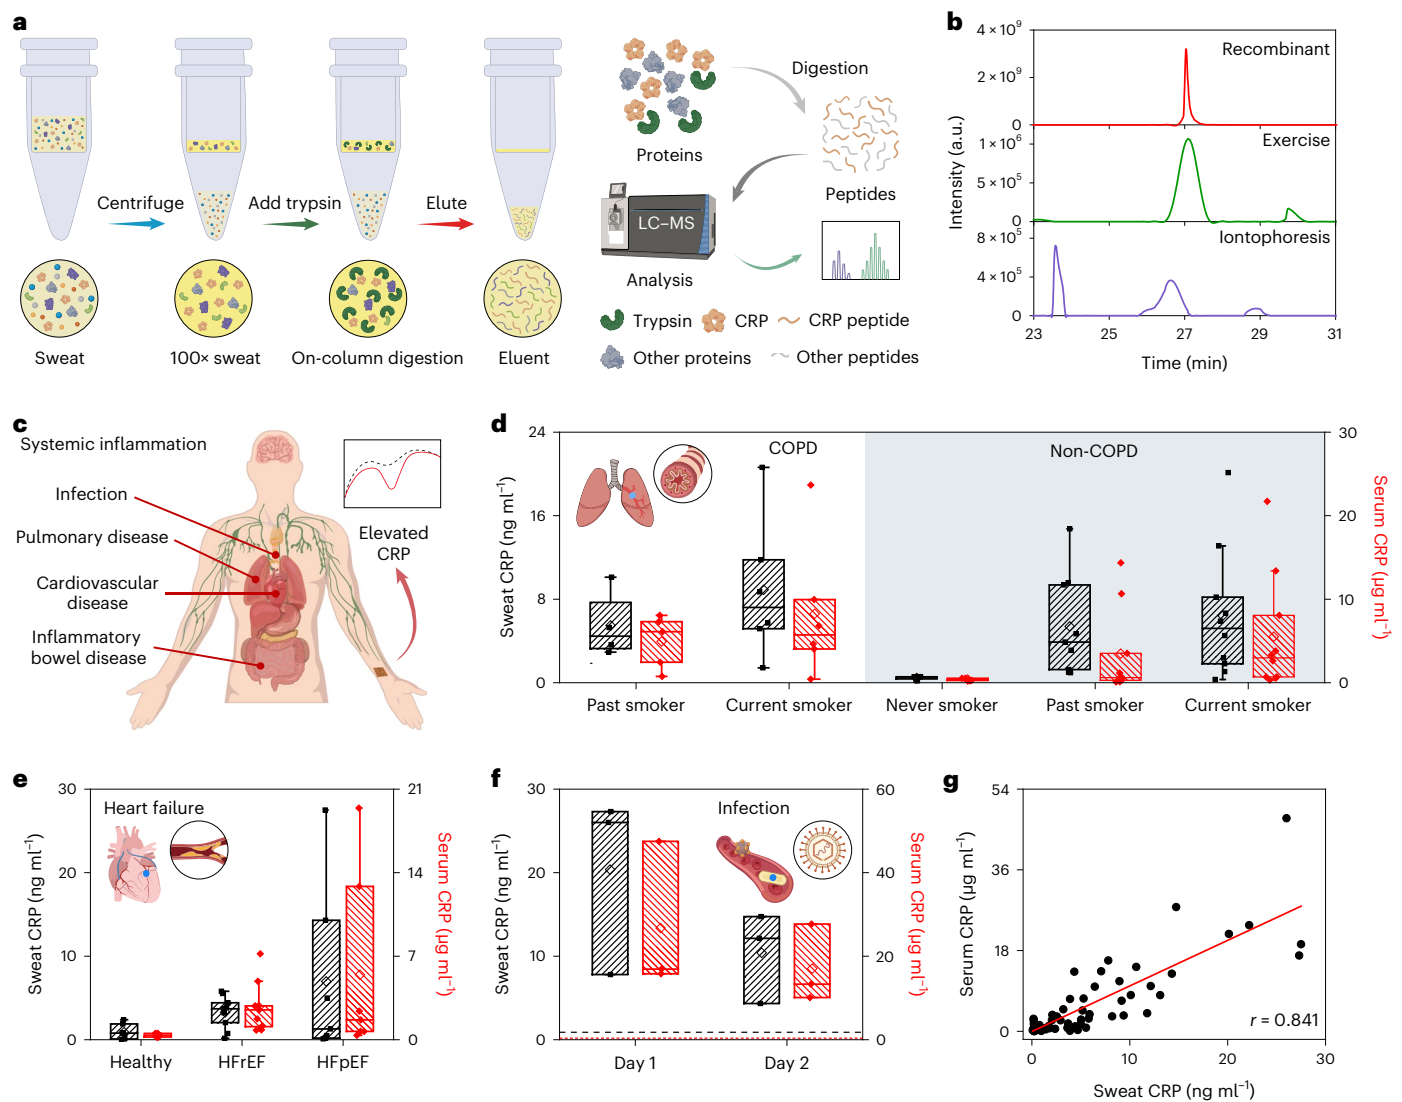 a
Centrifuge
Add trypsin
Elute
Sweat
100× sweat
On-column digestion
Eluent
Digestion
Proteins
Peptides
LC–MS
Analysis
Trypsin
CRP
CRP peptide
Other proteins
Other peptides
b
4 × 10⁹
2 × 10⁹
0
Recombinant
1 × 10⁶
5 × 10⁵
0
Exercise
8 × 10⁵
4 × 10⁵
0
Iontophoresis
Intensity (a.u.)
23
25
27
29
31
Time (min)
c
Systemic inflammation
Infection
Pulmonary disease
Cardiovascular
disease
Inflammatory
bowel disease
Elevated
CRP
d
24
16
8
0
Sweat CRP (ng ml⁻¹)
COPD
Non-COPD
30
20
10
0
Serum CRP (µg ml⁻¹)
Past smoker
Current smoker
Never smoker
Past smoker
Current smoker
e
30
20
10
0
Sweat CRP (ng ml⁻¹)
Heart failure
21
14
7
0
Serum CRP (µg ml⁻¹)
Healthy
HFrEF
HFpEF
f
30
20
10
0
Sweat CRP (ng ml⁻¹)
Infection
60
40
20
0
Serum CRP (µg ml⁻¹)
Day 1
Day 2
g
54
36
18
0
Serum CRP (µg ml⁻¹)
r = 0.841
0
10
20
30
Sweat CRP (ng ml⁻¹)